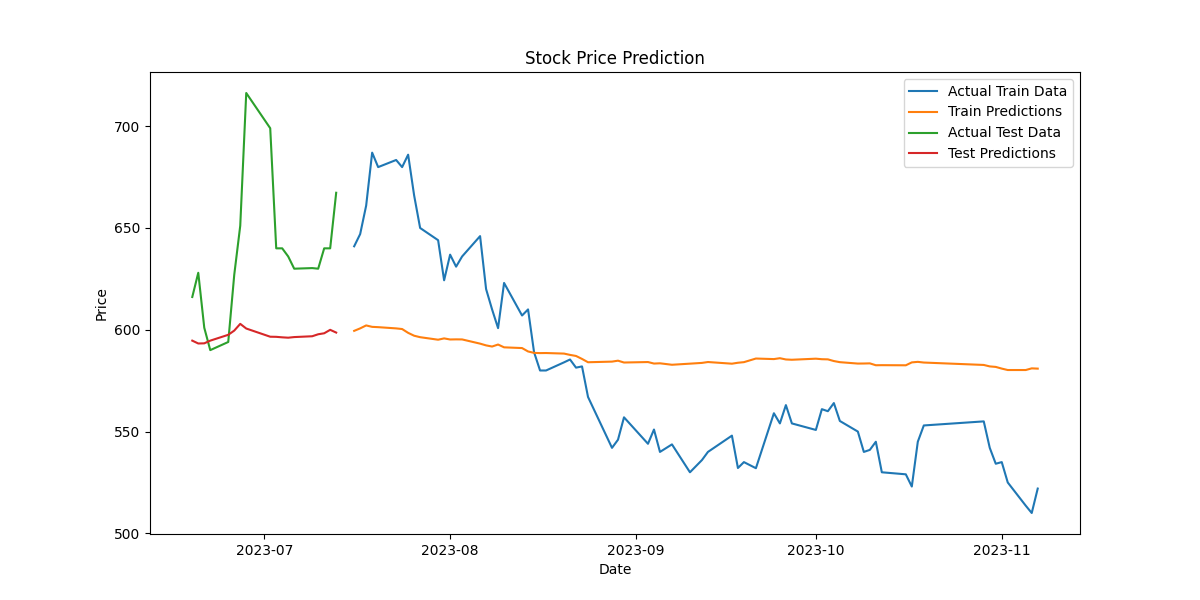 Stock Price Prediction
Actual Train Data
Train Predictions
Actual Test Data
Test Predictions
Price
700
650
600
550
500
2023-07
2023-08
2023-09
2023-10
2023-11
Date